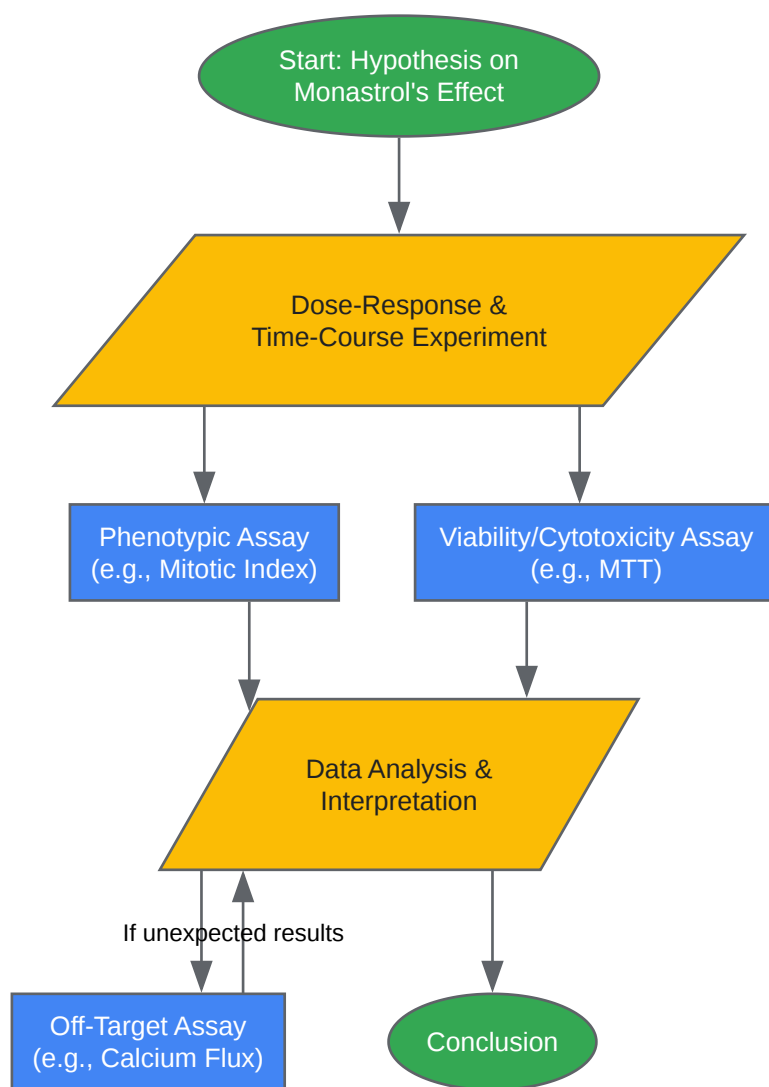 Start: Hypothesis on
Monastrol's Effect
Dose-Response &
Time-Course Experiment
Phenotypic Assay
(e.g., Mitotic Index)
Viability/Cytotoxicity Assay
(e.g., MTT)
Data Analysis &
Interpretation
If unexpected results
Off-Target Assay
(e.g., Calcium Flux)
Conclusion